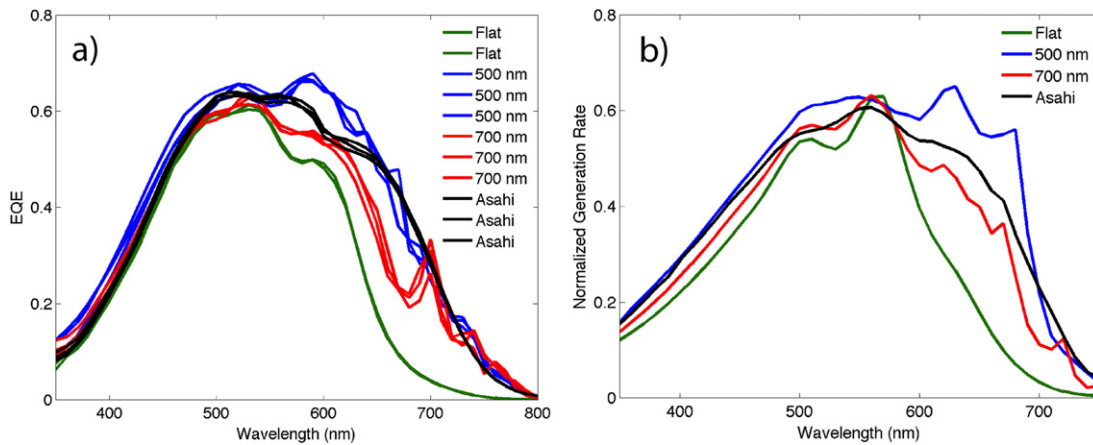 a)
EQE
0.8
0.6
0.4
0.2
0
400
500
600
700
800
Wavelength (nm)
Flat
Flat
500 nm
500 nm
500 nm
700 nm
700 nm
700 nm
Asahi
Asahi
Asahi
b)
Normalized Generation Rate
0.8
0.6
0.4
0.2
0
400
500
600
700
Wavelength (nm)
Flat
500 nm
700 nm
Asahi